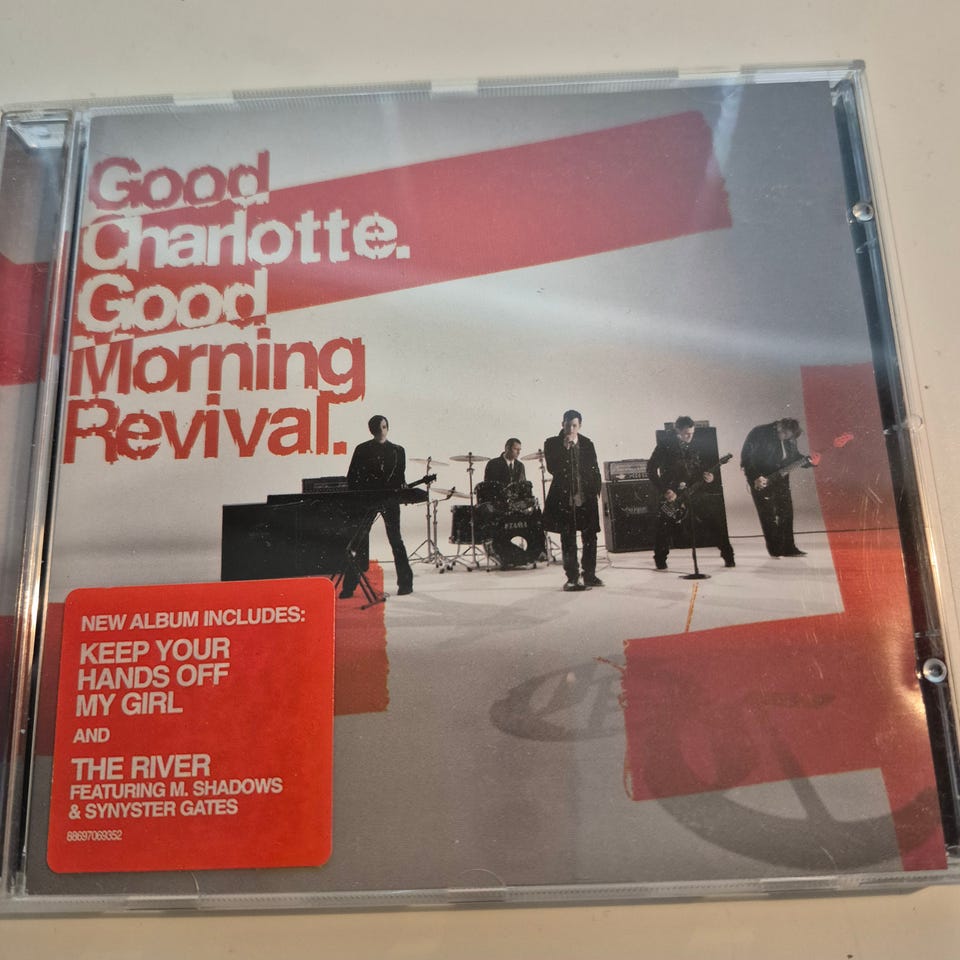 Good
Charlotte.
Good
Morning
Revival.
TAMA
NEW ALBUM INCLUDES:
KEEP YOUR
HANDS OFF
MY GIRL
AND
THE RIVER
FEATURING M. SHADOWS
& SYNYSTER GATES
88697069352